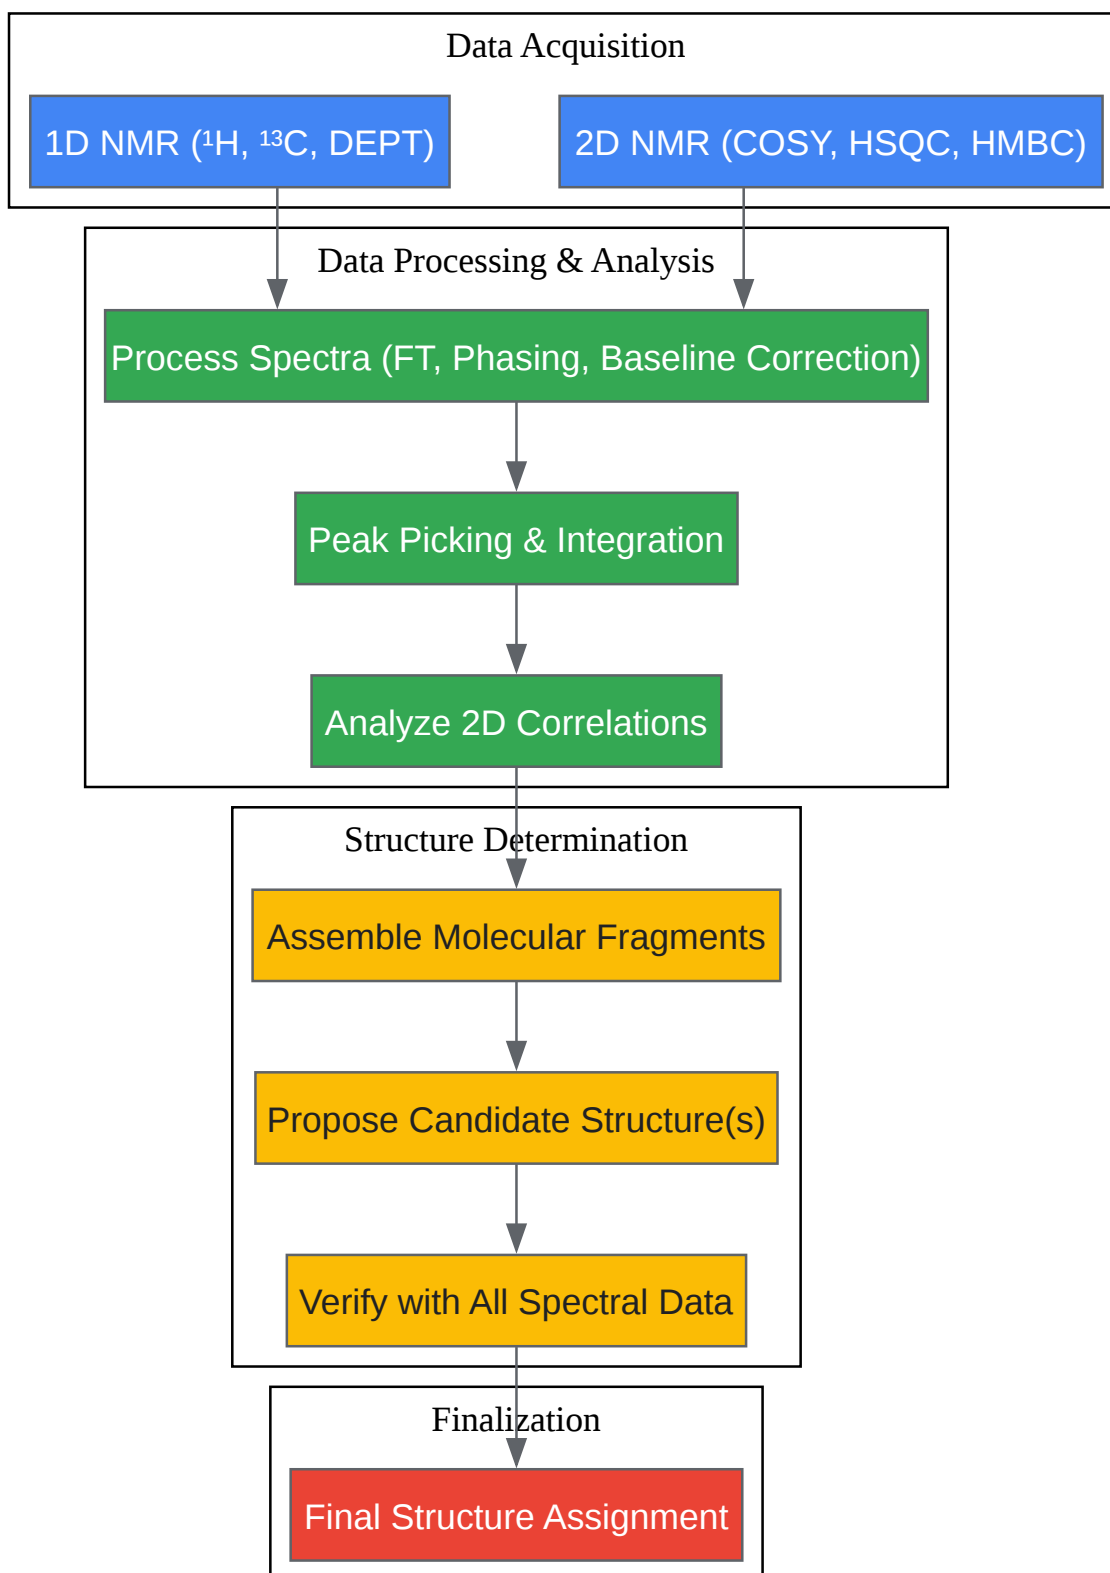 Data Acquisition
1D NMR (¹H, ¹³C, DEPT)
2D NMR (COSY, HSQC, HMBC)
Data Processing & Analysis
Process Spectra (FT, Phasing, Baseline Correction)
Peak Picking & Integration
Analyze 2D Correlations
Structure Determination
Assemble Molecular Fragments
Propose Candidate Structure(s)
Verify with All Spectral Data
Finalization
Final Structure Assignment